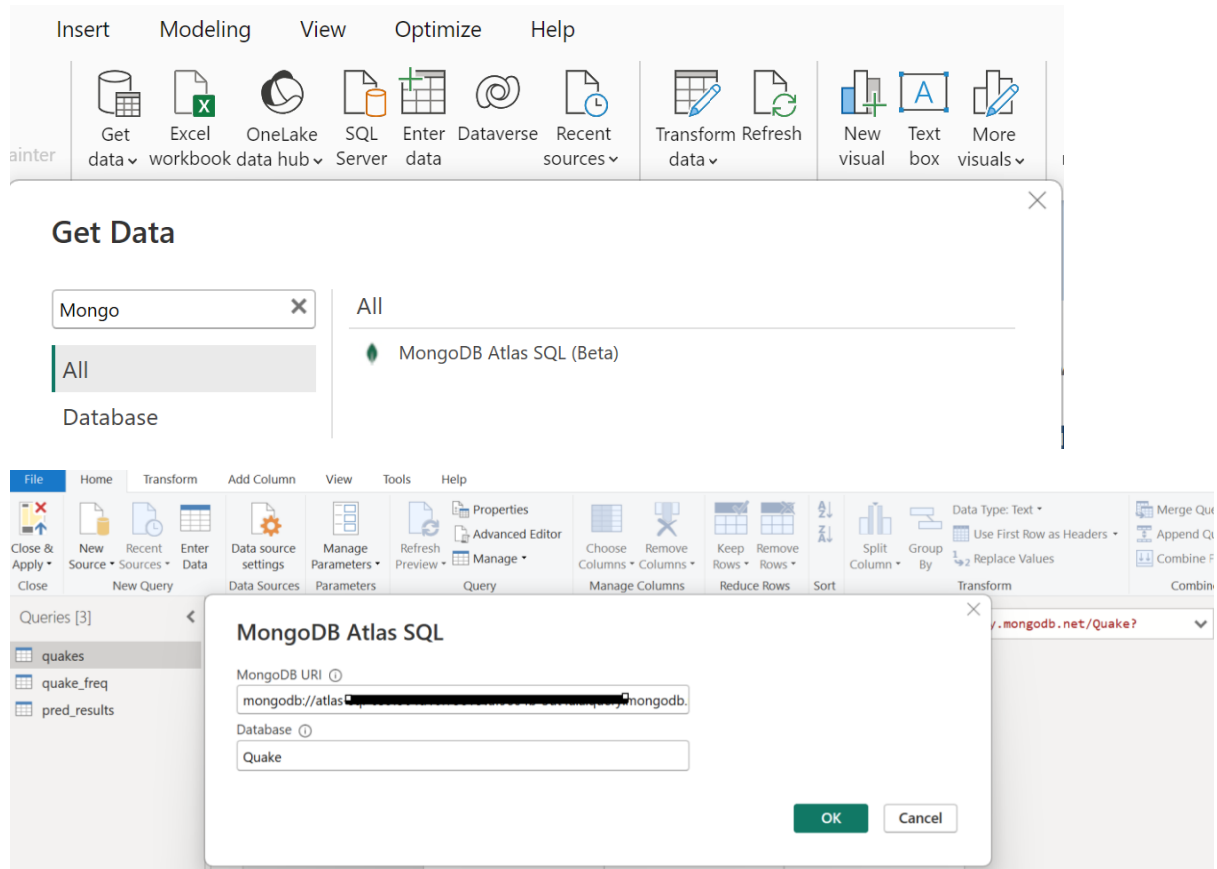 Insert Modeling View Optimize Help
Get Excel OneLake SQL Enter Dataverse Recent Transform Refresh New Text More
ainter data workbook data hub Server data sources data visual box visuals
Get Data
Mongo All
MongoDB Atlas SQL (Beta)
All
Database
File Home Transform Add Column View Tools Help
Properties Data Type: Text Merge Que
Advanced Editor Use First Row as Headers Append Qu
Close & New Recent Enter Data source Manage Refresh Manage Choose Remove Keep Remove Split Group Replace Values Combine F
Apply Source Sources Data settings Parameters Preview Columns Columns Rows Rows Column By
Close New Query Data Sources Parameters Query Manage Columns Reduce Rows Sort Transform Combin
Queries [3]
y.mongodb.net/Quake?
MongoDB Atlas SQL
quakes
MongoDB URI
quake_freq
mongodb://atlas mongodb.
pred_results
Database
Quake
OK Cancel